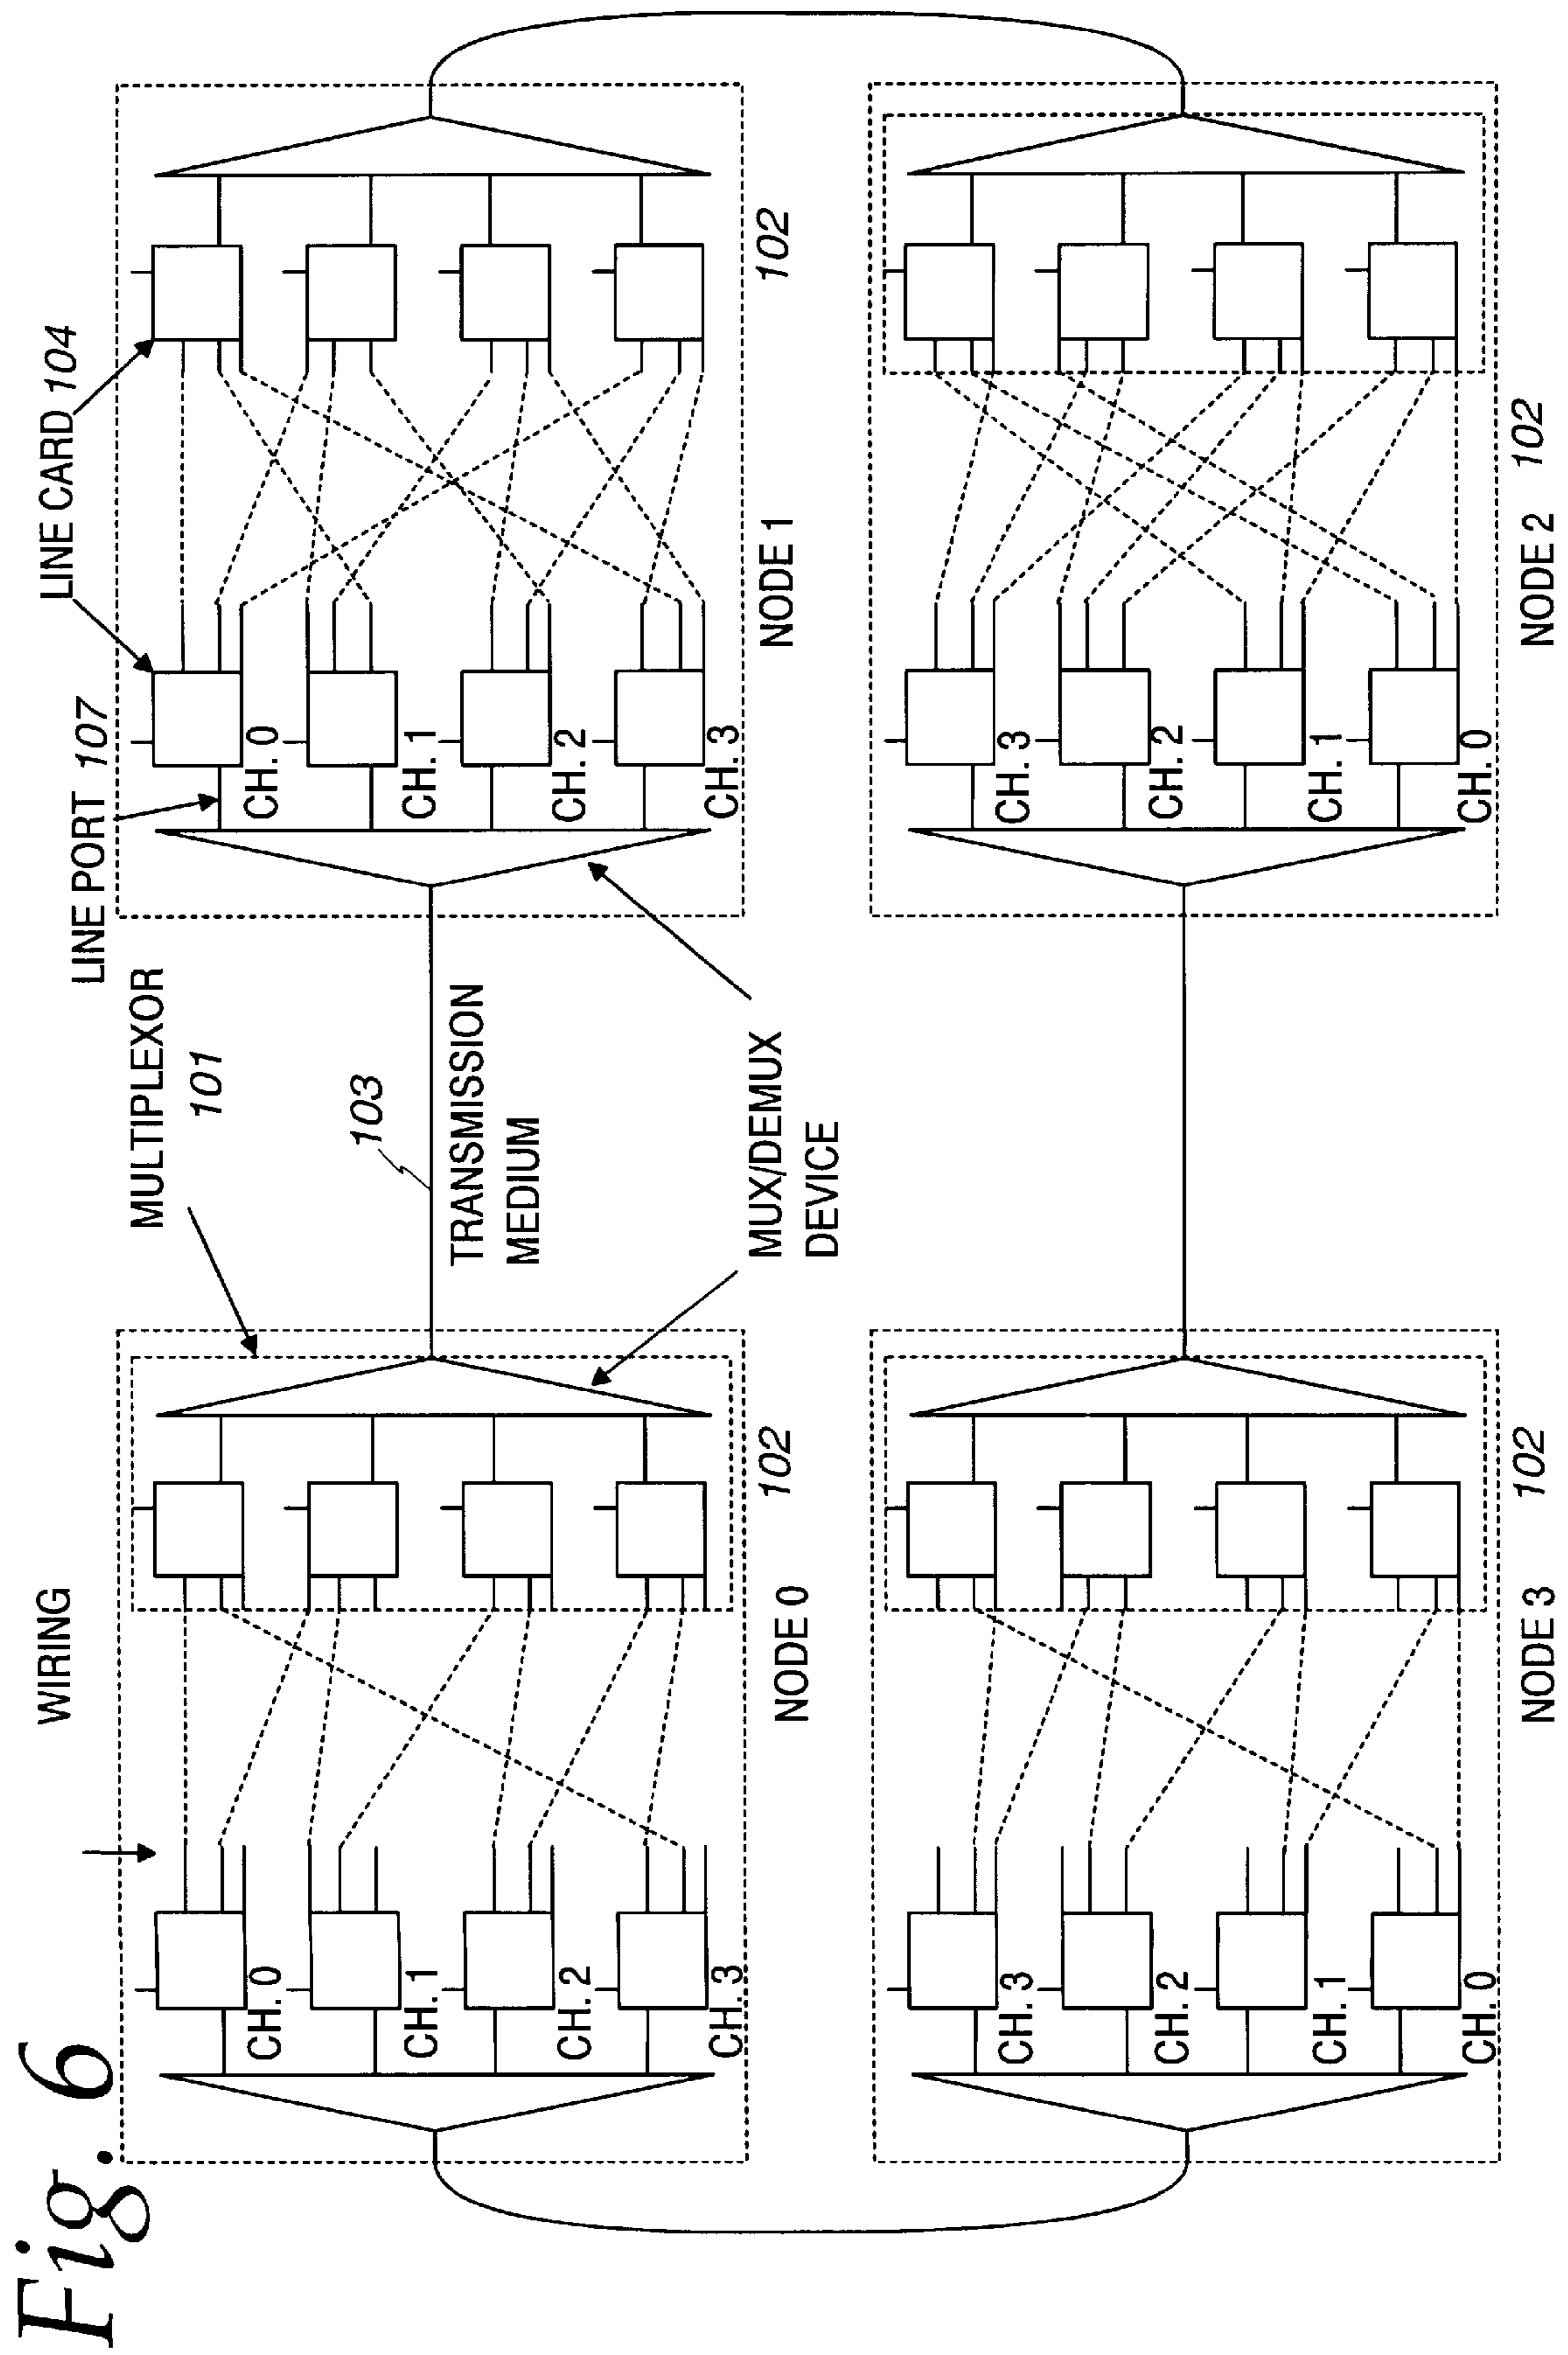 Fig. 6
WIRING
MULTIPLEXOR
101
LINE PORT 107
LINE CARD 104
103
TRANSMISSION
MEDIUM
MUX/DEMUX
DEVICE
CH. 0
CH. 1
CH. 2
CH. 3
102
NODE 0
CH. 0
CH. 1
CH. 2
CH. 3
102
NODE 1
CH. 3
CH. 2
CH. 1
CH. 0
102
NODE 3
CH. 3
CH. 2
CH. 1
CH. 0
102
NODE 2